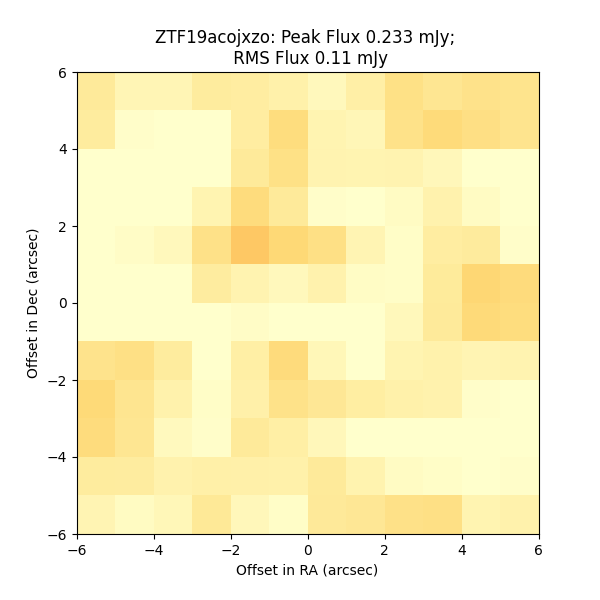 ZTF19acojxzo: Peak Flux 0.233 mJy;
RMS Flux 0.11 mJy
6
4
2
0
−2
−4
−6
Offset in Dec (arcsec)
−6 −4 −2 0 2 4 6
Offset in RA (arcsec)